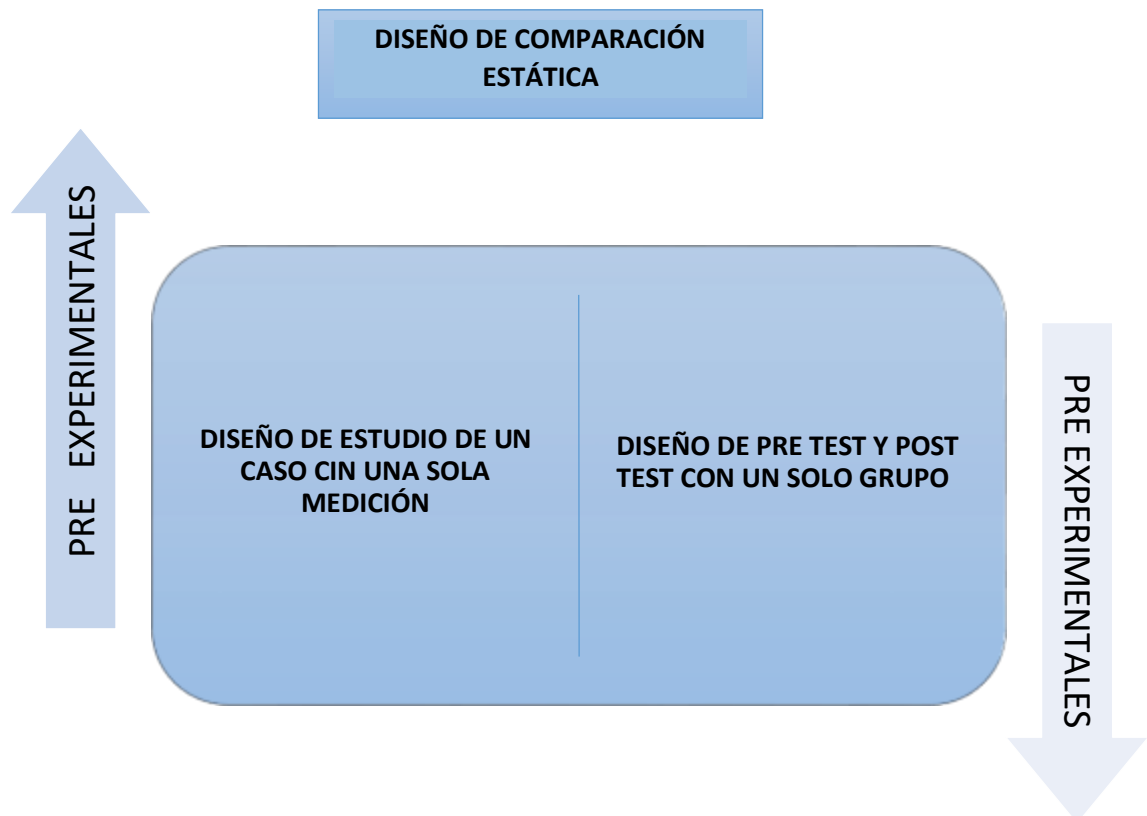 DISEÑO DE COMPARACIÓN
ESTÁTICA
PRE EXPERIMENTALES
DISEÑO DE ESTUDIO DE UN
CASO CIN UNA SOLA
MEDICIÓN
DISEÑO DE PRE TEST Y POST
TEST CON UN SOLO GRUPO
PRE EXPERIMENTALES